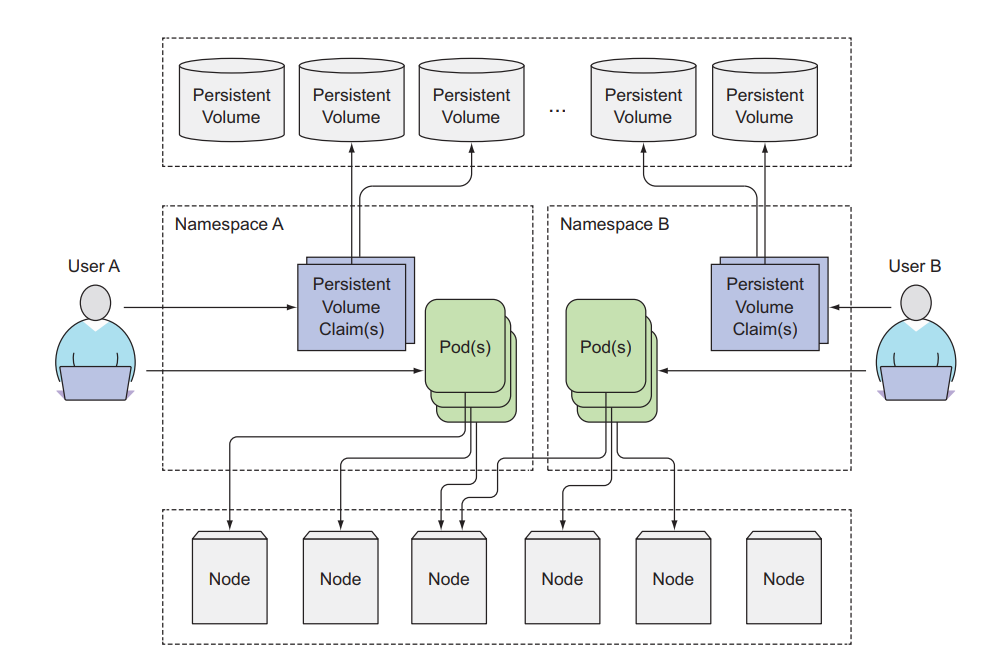 Persistent
Volume
Persistent
Volume
Persistent
Volume
...
Persistent
Volume
Persistent
Volume
Namespace A
Namespace B
User A
User B
Persistent
Volume
Claim(s)
Persistent
Volume
Claim(s)
Pod(s)
Pod(s)
Node
Node
Node
Node
Node
Node